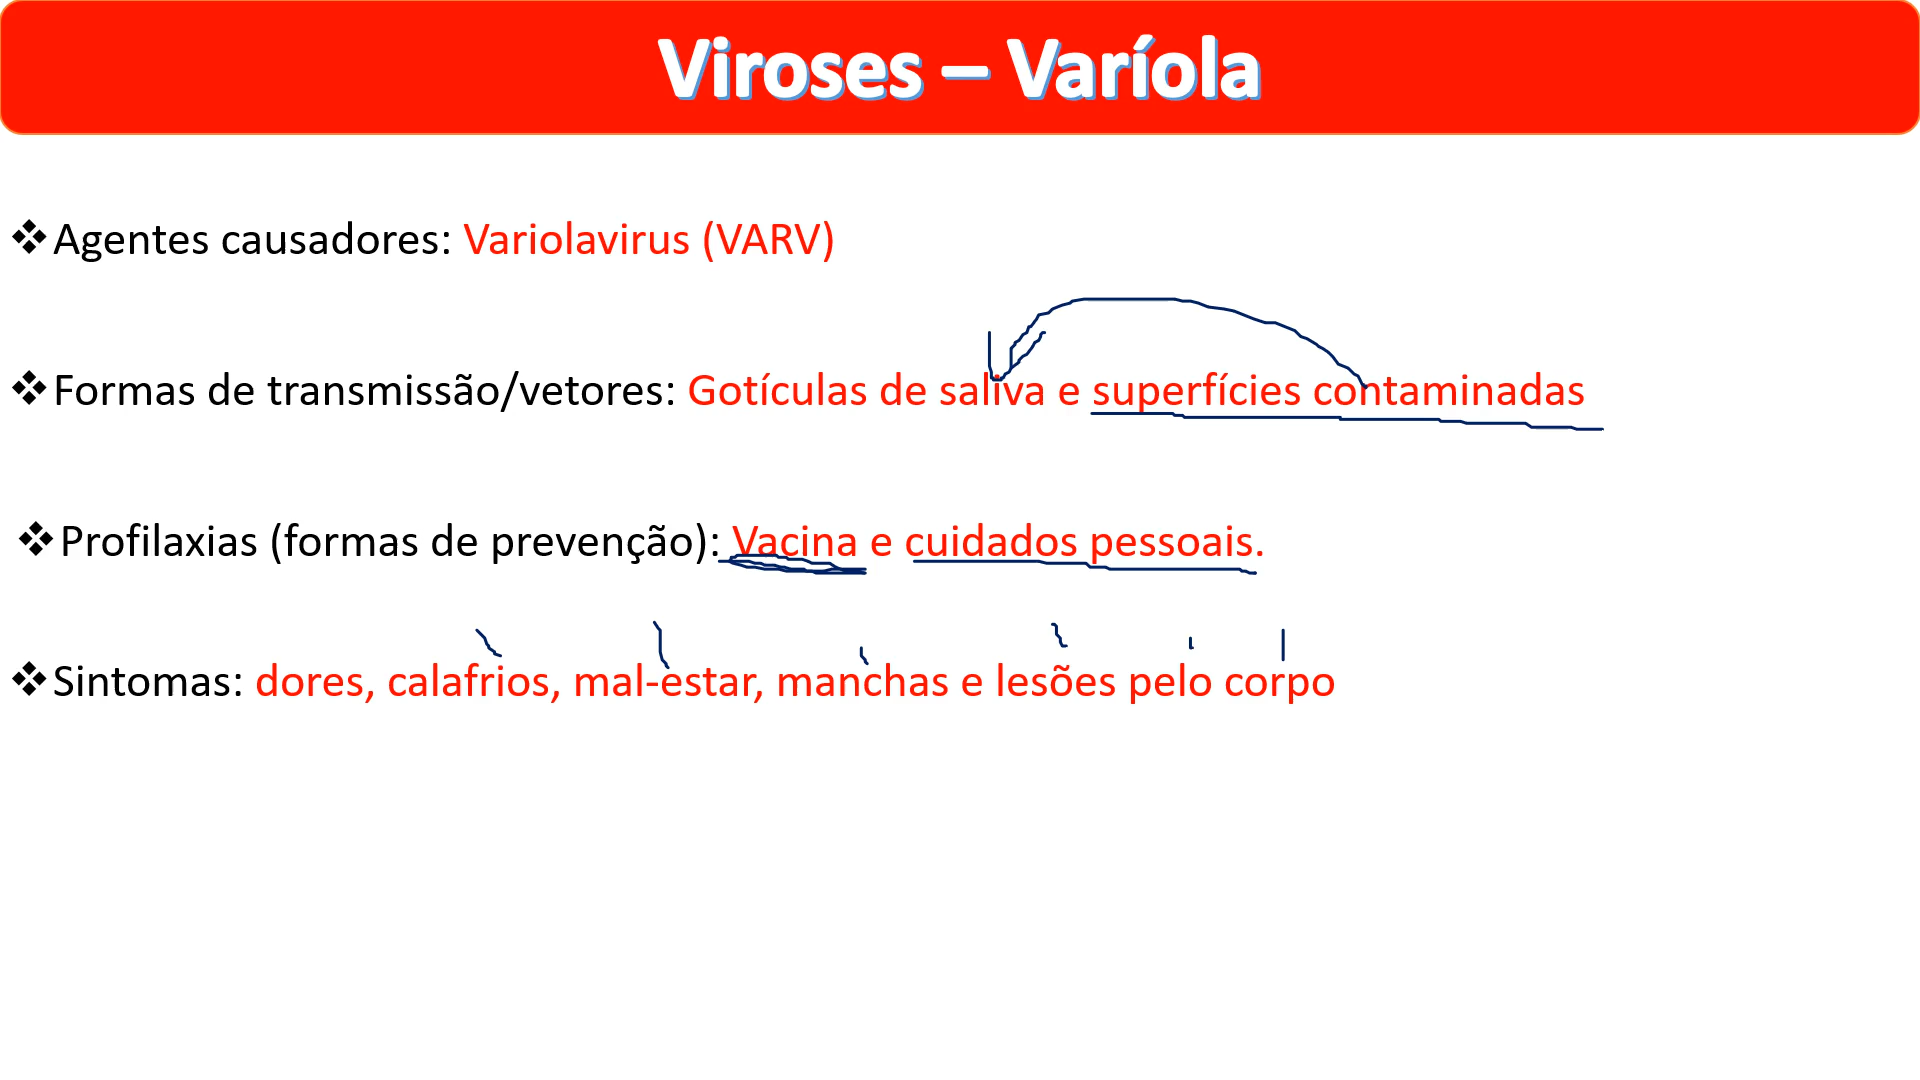 Viroses – Varíola
❖Agentes causadores: Variolavirus (VARV)
❖Formas de transmissão/vetores: Gotículas de saliva e superfícies contaminadas
❖Profilaxias (formas de prevenção): Vacina e cuidados pessoais.
❖Sintomas: dores, calafrios, mal-estar, manchas e lesões pelo corpo